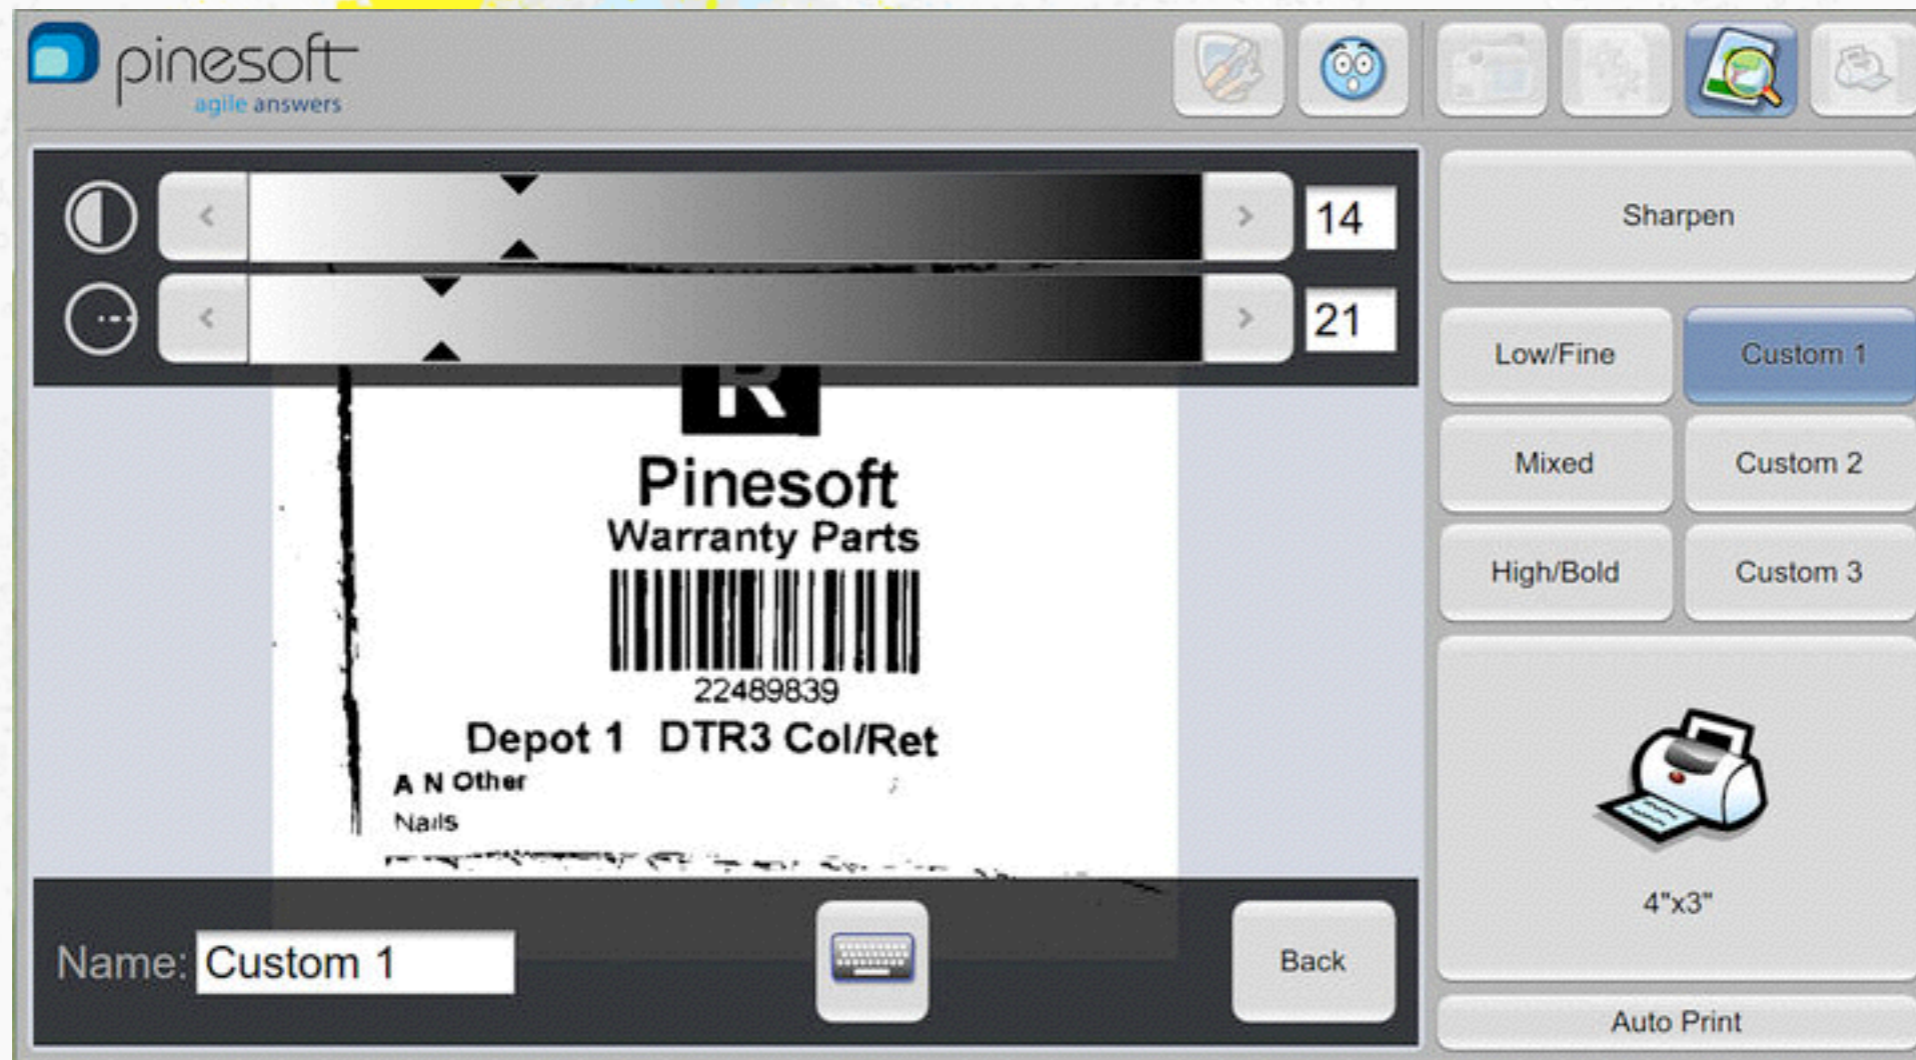 pinesoft
agile answers
14
21
Sharpen
Low/Fine
Custom 1
Mixed
Custom 2
High/Bold
Custom 3
R
Pinesoft
Warranty Parts
22489839
Depot 1 DTR3 Col/Ret
A N Other
Nails
4"x3"
Name: Custom 1
Back
Auto Print